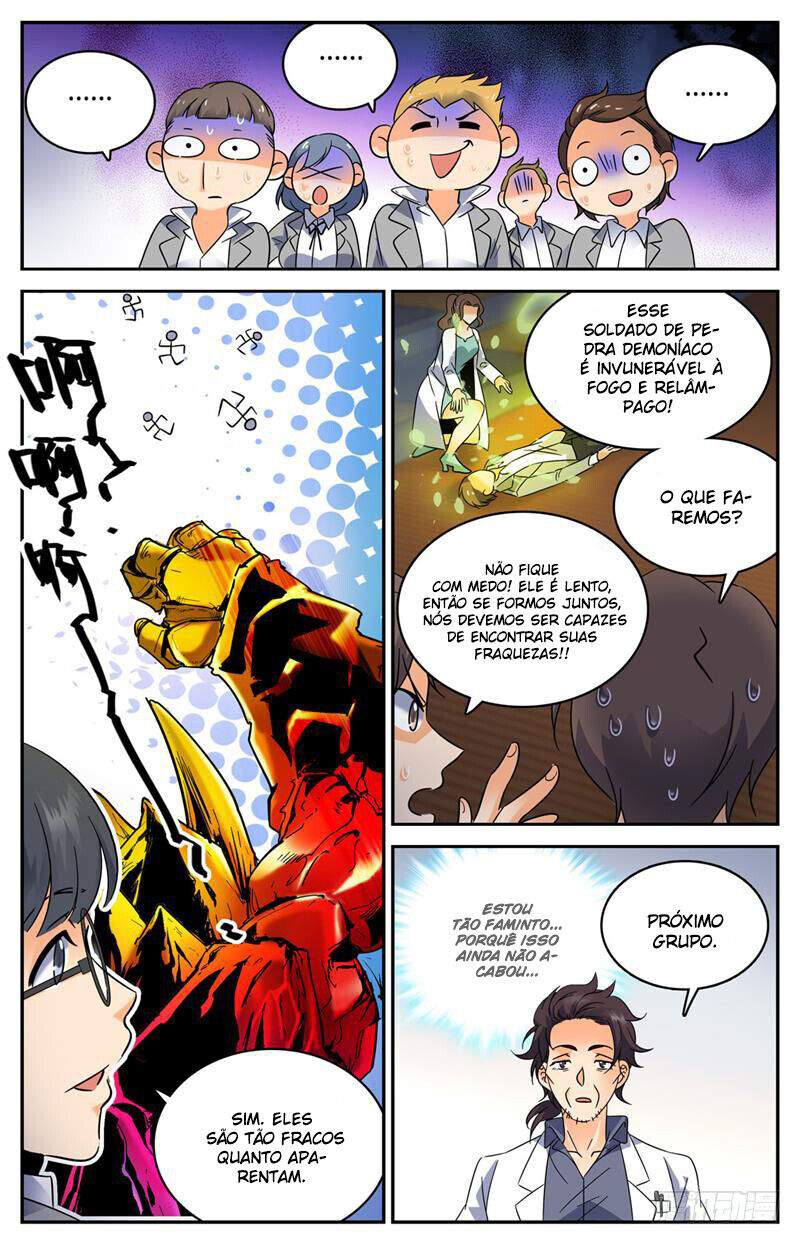 ......
......
......
啊
啊
啊
ESSE
SOLDADO DE PE-
DRA DEMONÍACO
É INVUNERÁVEL À
FOGO E RELÂM-
PAGO!
O QUE FA-
REMOS?
NÃO FIQUE
COM MEDO! ELE É LENTO,
ENTÃO SE FORMOS JUNTOS,
NÓS DEVEMOS SER CAPAZES
DE ENCONTRAR SUAS
FRAQUEZAS!!
SIM. ELES
SÃO TÃO FRACOS
QUANTO APA-
RENTAM.
ESTOU
TÃO FAMINTO...
PORQUÊ ISSO
AINDA NÃO A-
CABOU...
PRÓXIMO
GRUPO.